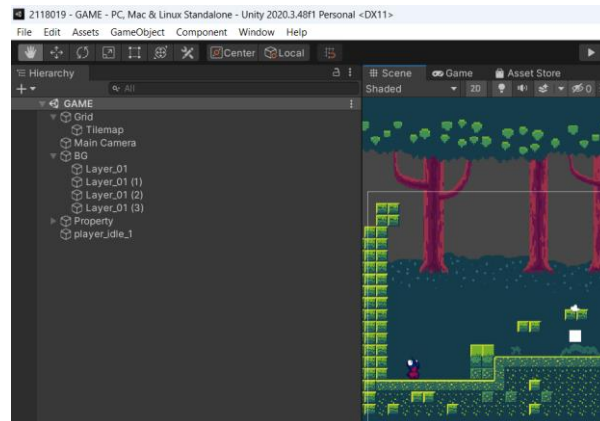 2118019 - GAME - PC, Mac & Linux Standalone - Unity 2020.3.48f1 Personal <DX11>
File Edit Assets GameObject Component Window Help
Center Local
Hierarchy
All
GAME
Grid
Tilemap
Main Camera
BG
Layer_01
Layer_01 (1)
Layer_01 (2)
Layer_01 (3)
Property
player_idle_1
Scene Game Asset Store
Shaded 2D 0